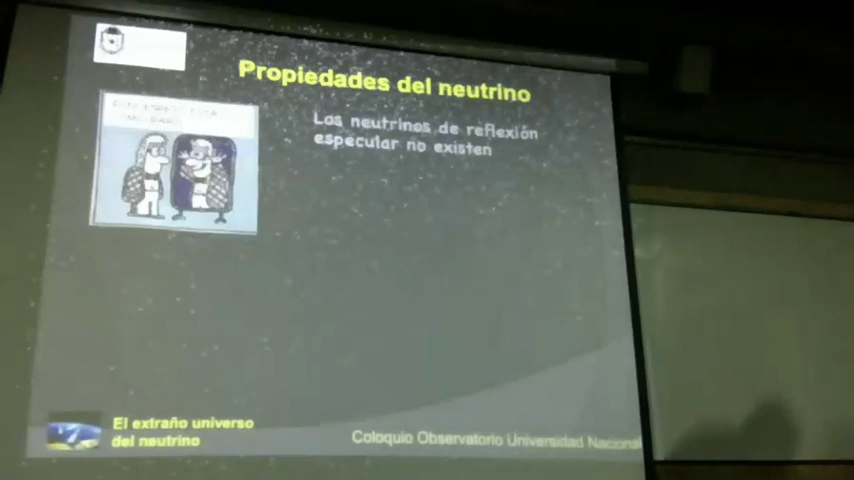 Propiedades del neutrino
Los neutrinos de reflexión
especular no existen
El extraño universo
del neutrino
Coloquio Observatorio Universidad Nacional